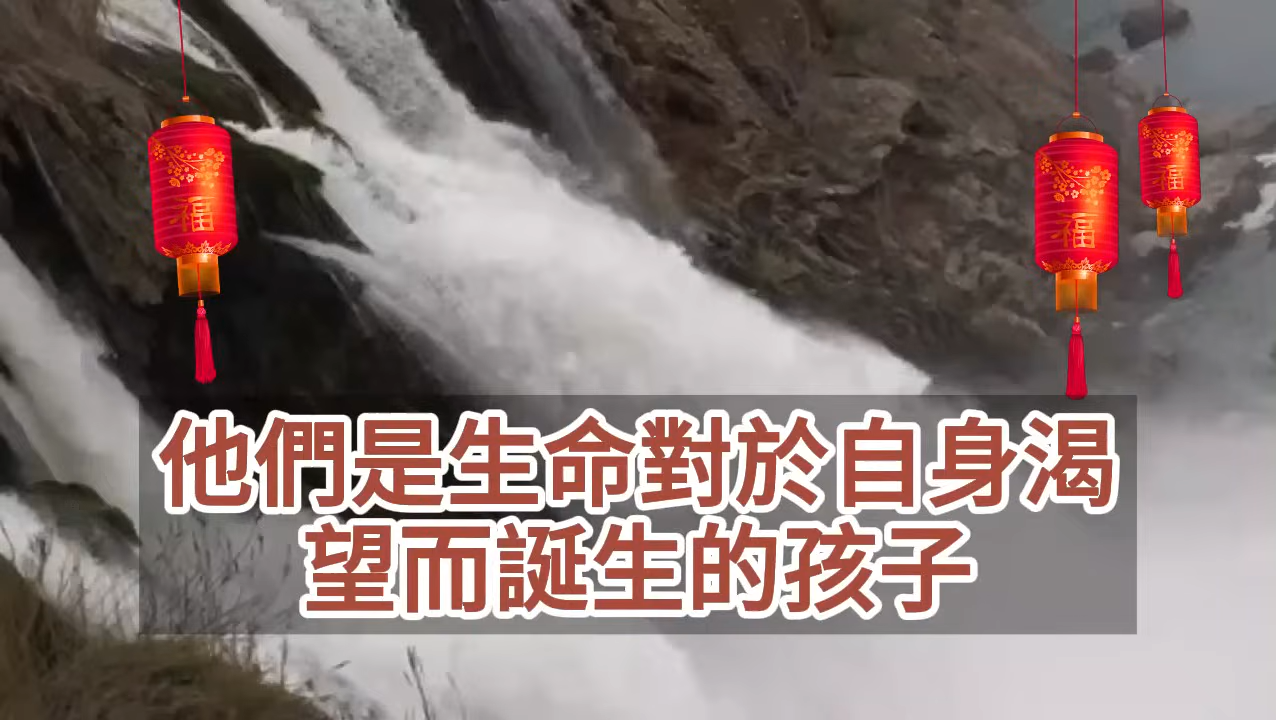 福
福
福
他們是生命對於自身渴
望而誕生的孩子